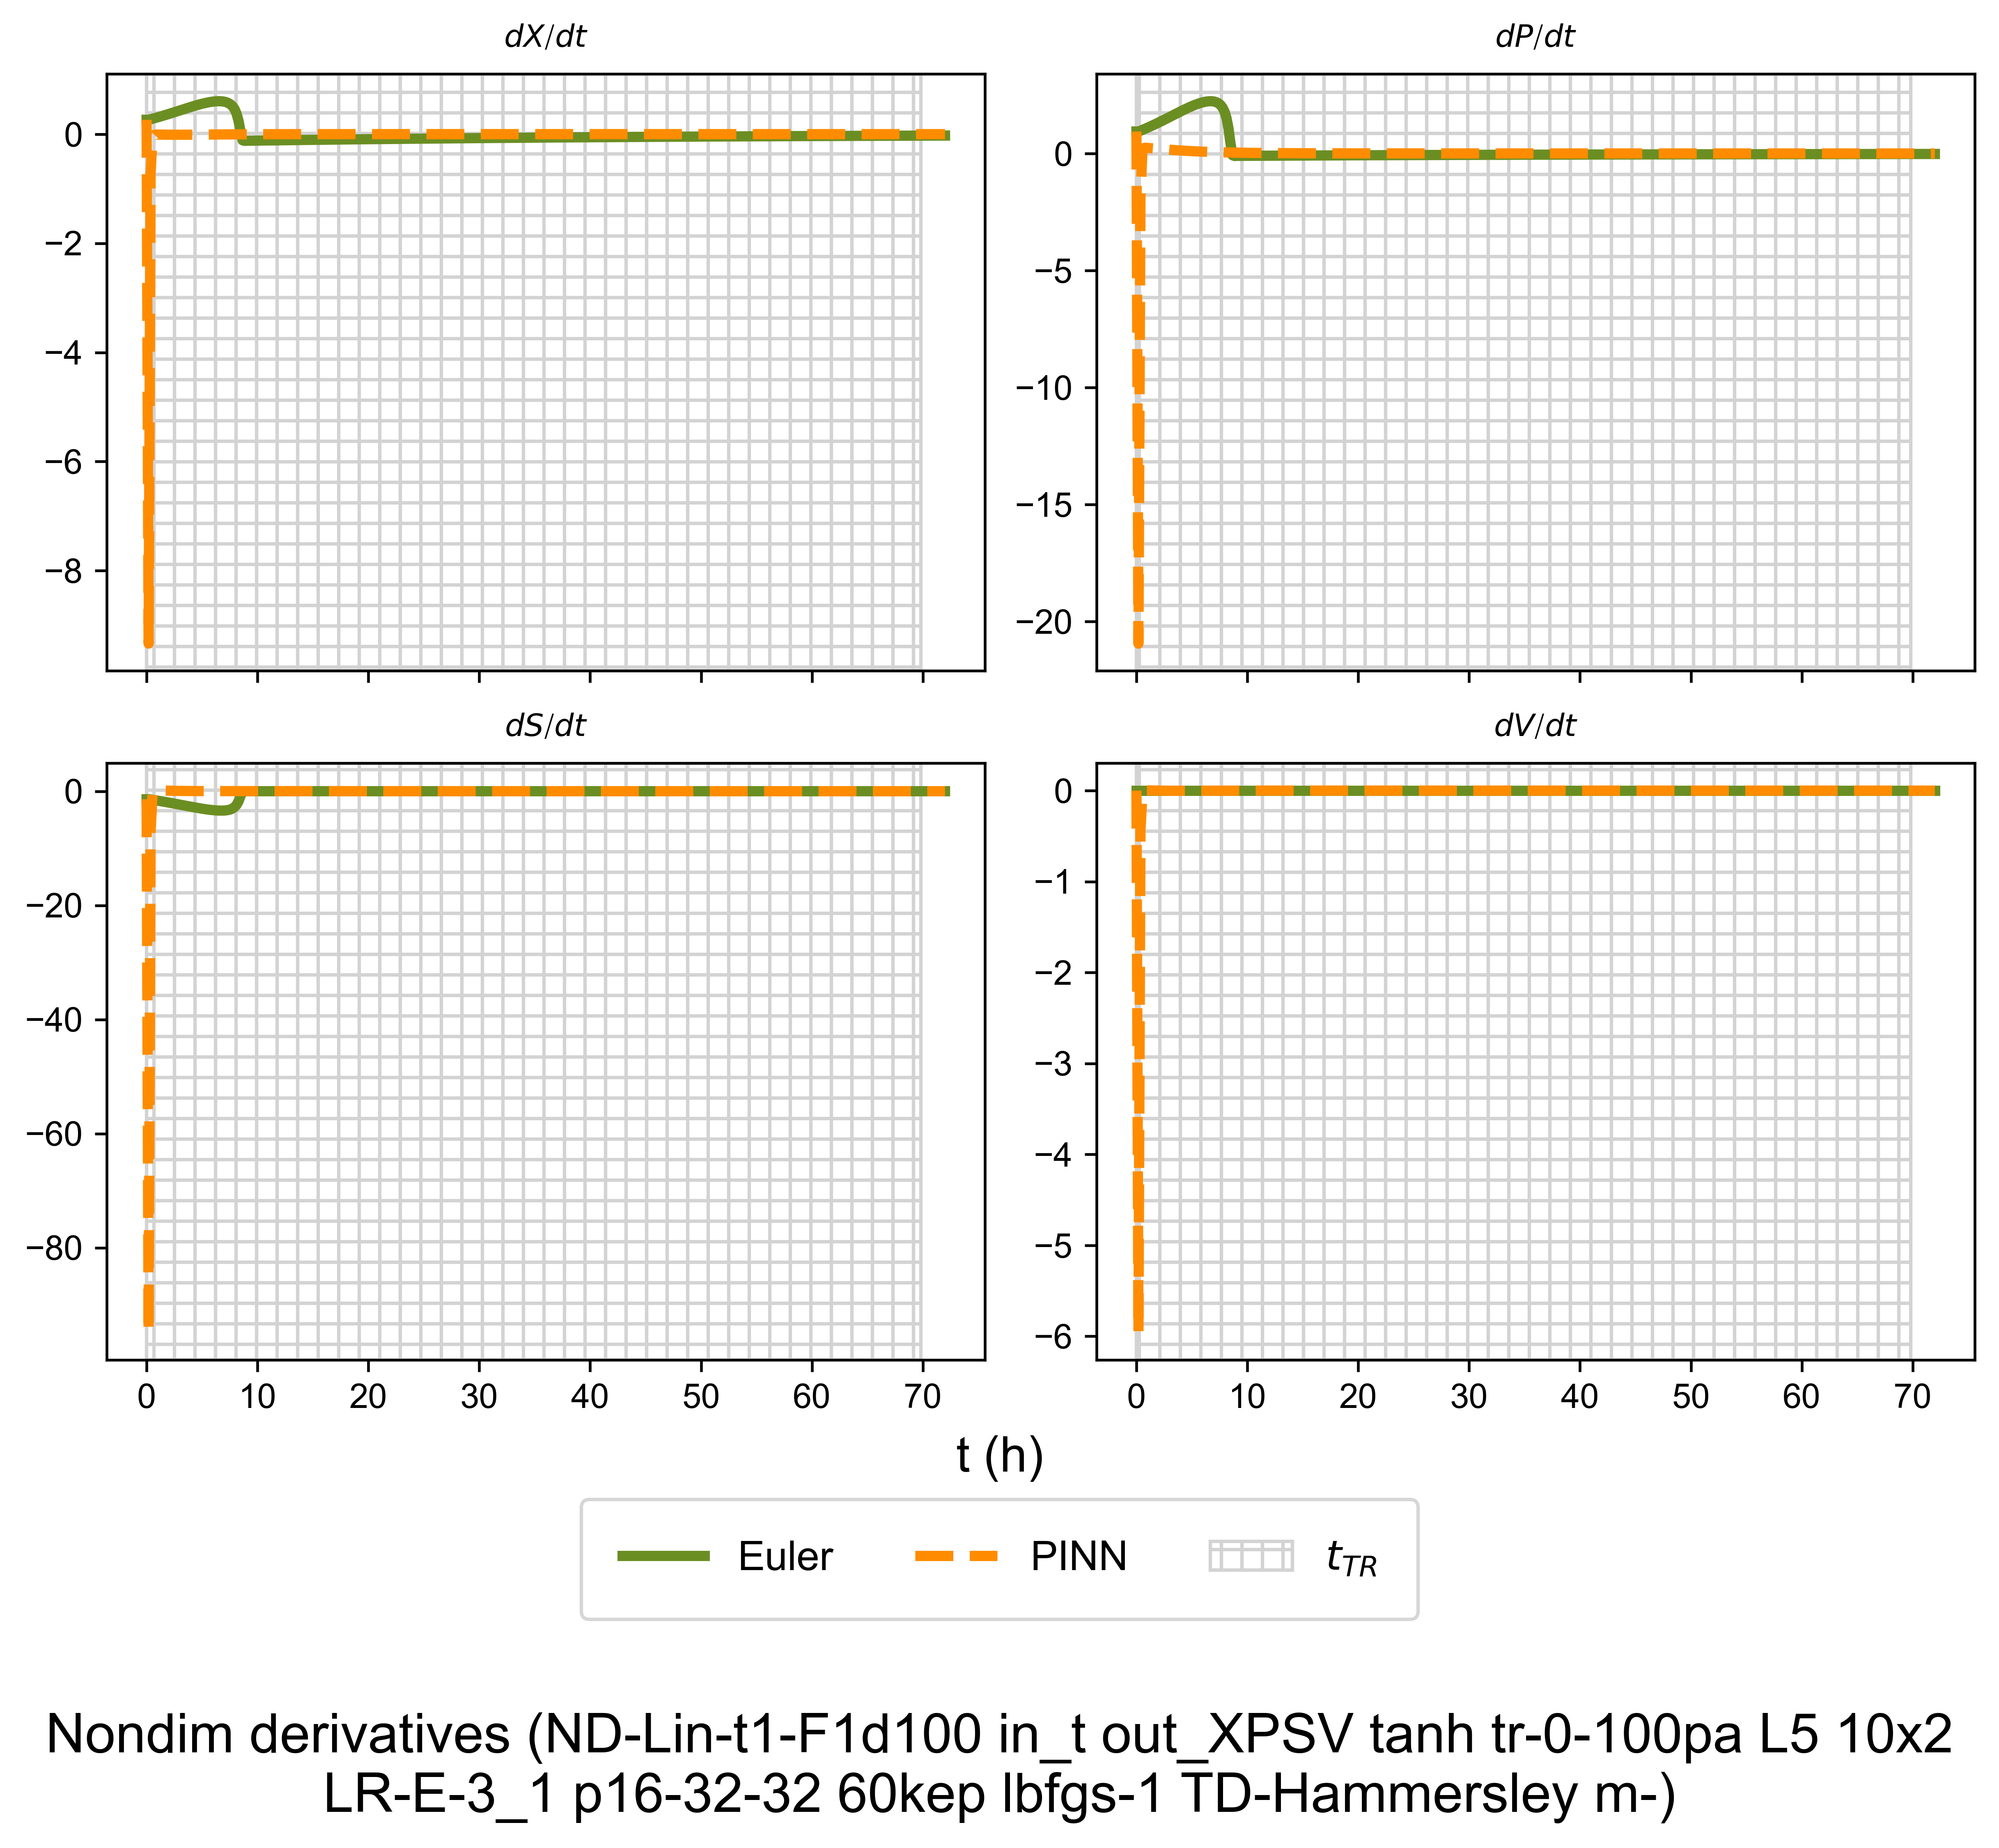 dX/dt
dP/dt
0
−2
−4
−6
−8
0
−5
−10
−15
−20
dS/dt
dV/dt
0
−20
−40
−60
−80
0 10 20 30 40 50 60 70
0
−1
−2
−3
−4
−5
−6
0 10 20 30 40 50 60 70
t (h)
Euler PINN t_TR
Nondim derivatives (ND-Lin-t1-F1d100 in_t out_XPSV tanh tr-0-100pa L5 10x2
LR-E-3_1 p16-32-32 60kep lbfgs-1 TD-Hammersley m-)